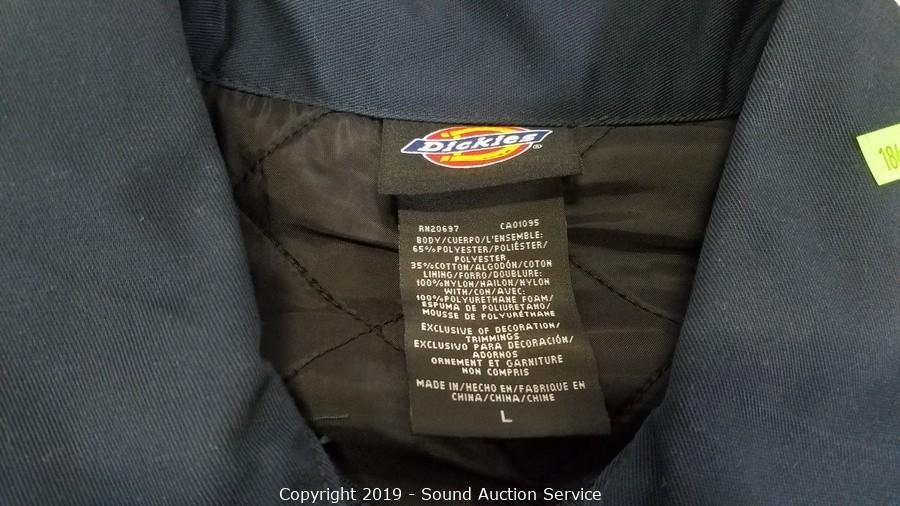 Dickies
RN20697 CA01095
BODY/CUERPO/L'ENSEMBLE:
65%POLYESTER/POLIÉSTER/
POLYESTER,
35%COTTON/ALGODÓN/COTON
LINING/FORRO/DOUBLURE:
100%NYLON/NAILON/NYLON
WITH/CON/AVEC:
100%POLYURETHANE FOAM/
ESPUMA DE POLIURETANO/
MOUSSE DE POLYURÉTHANE
EXCLUSIVE OF DECORATION/
TRIMMINGS
EXCLUSIVO PARA DECORACIÓN/
ADORNOS
ORNEMENT ET GARNITURE
NON COMPRIS
MADE IN/HECHO EN/FABRIQUE EN
CHINA/CHINA/CHINE
L
Copyright 2019 - Sound Auction Service